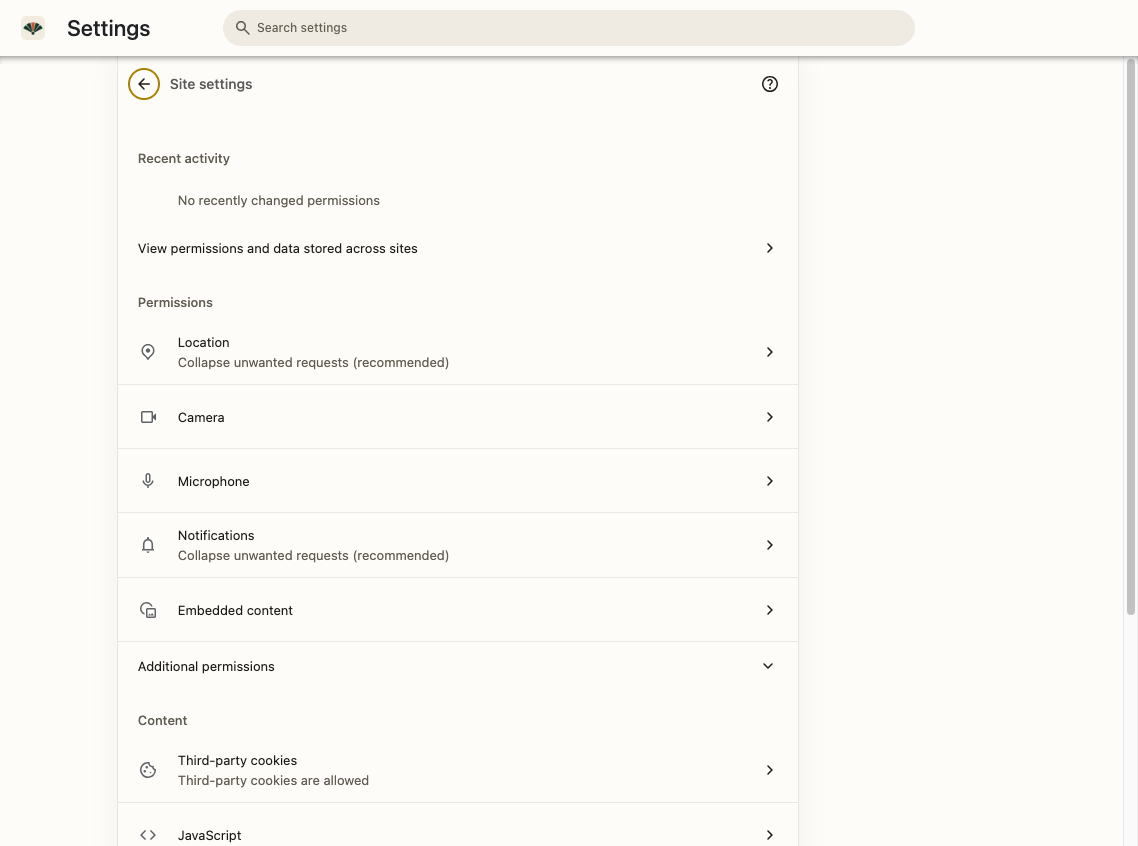 Settings
Search settings
Site settings
Recent activity
No recently changed permissions
View permissions and data stored across sites
Permissions
Location
Collapse unwanted requests (recommended)
Camera
Microphone
Notifications
Collapse unwanted requests (recommended)
Embedded content
Additional permissions
Content
Third-party cookies
Third-party cookies are allowed
JavaScript